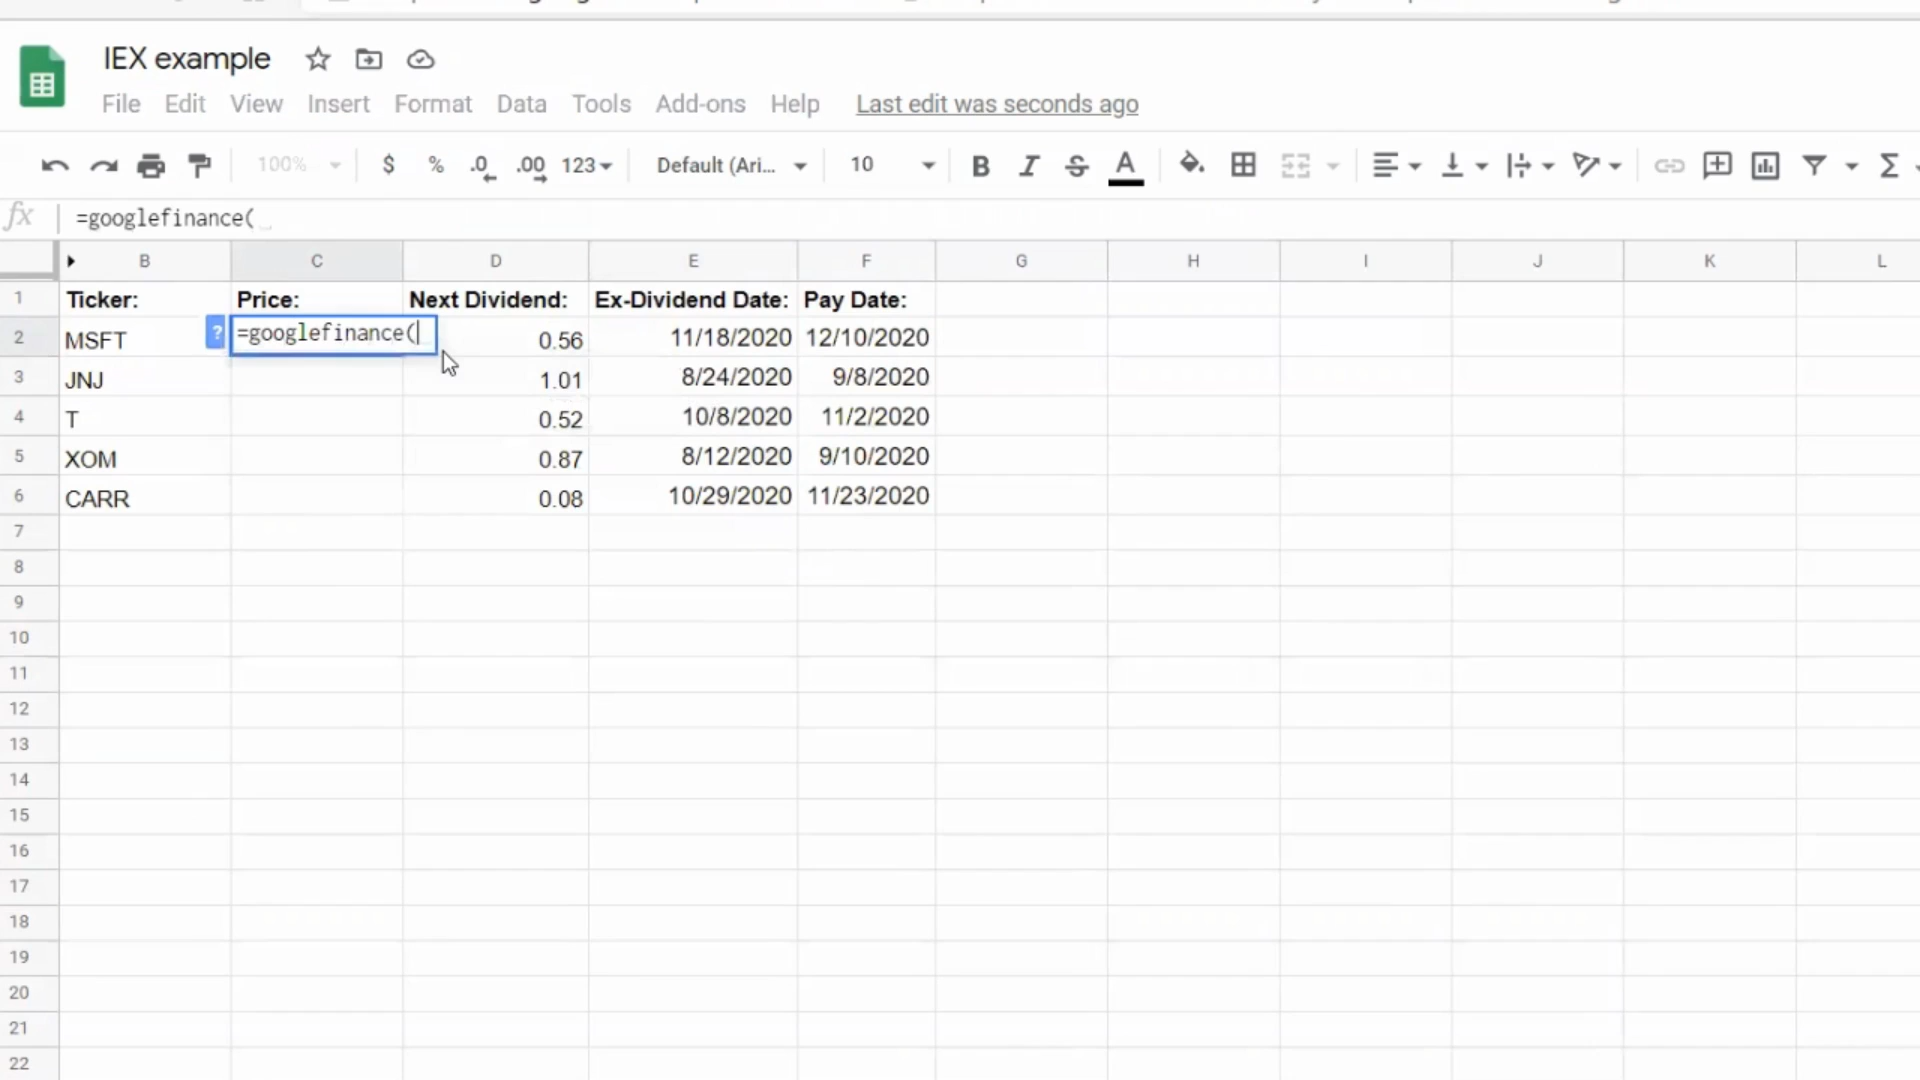 IEX example
File Edit View Insert Format Data Tools Add-ons Help Last edit was seconds ago
100% $ % .0 .00 123 Default (Ari... 10 B I S A Σ
fx =googlefinance(
B C D E F G H I J K L
1 Ticker: Price: Next Dividend: Ex-Dividend Date: Pay Date:
2 MSFT ? =googlefinance( 0.56 11/18/2020 12/10/2020
3 JNJ 1.01 8/24/2020 9/8/2020
4 T 0.52 10/8/2020 11/2/2020
5 XOM 0.87 8/12/2020 9/10/2020
6 CARR 0.08 10/29/2020 11/23/2020
7
8
9
10
11
12
13
14
15
16
17
18
19
20
21
22